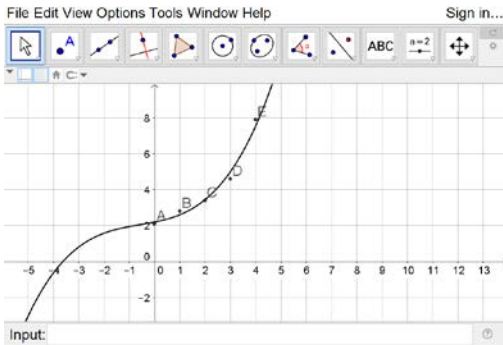 File Edit View Options Tools Window Help Sign in...
A ABC a=2
8 E
6
4 D
C
B
2 A
0
-5 -4 -3 -2 -1 0 1 2 3 4 5 6 7 8 9 10 11 12 13
-2
Input: